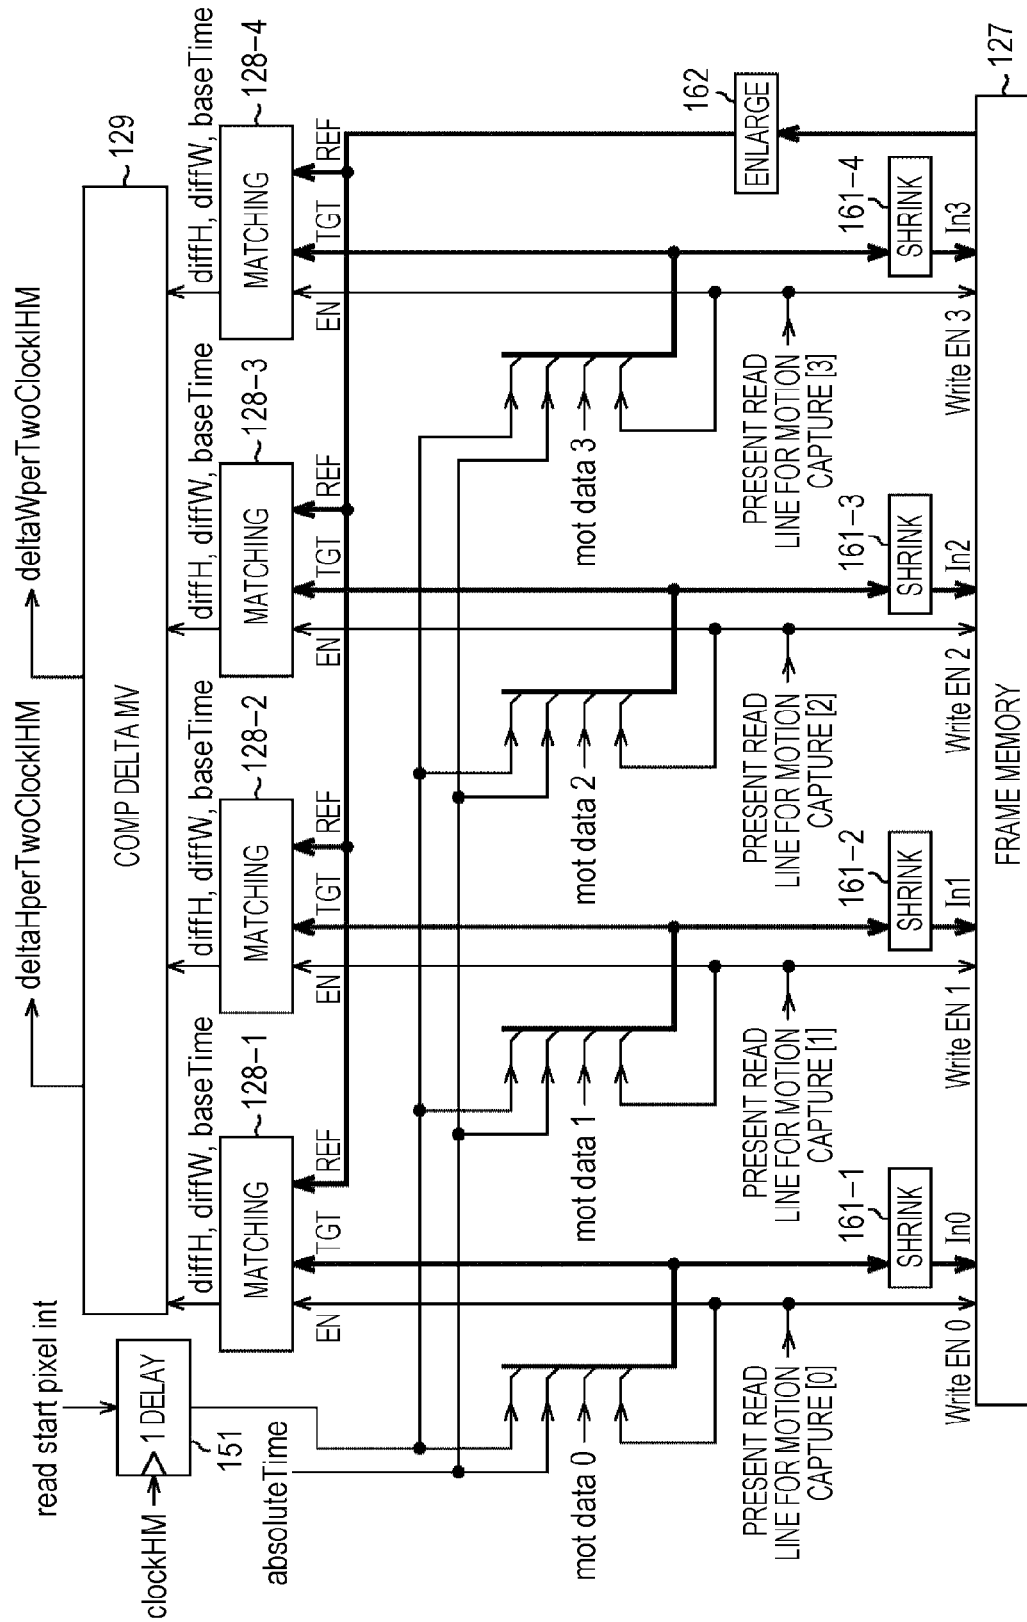 read start pixel int
clockHM
1 DELAY
151
absoluteTime
deltaHperTwoClockIHM
deltaWperTwoClockIHM
COMP DELTA MV
129
diffH, diffW, baseTime
diffH, diffW, baseTime
diffH, diffW, baseTime
diffH, diffW, baseTime
MATCHING
128-1
MATCHING
128-2
MATCHING
128-3
MATCHING
128-4
EN
TGT
REF
EN
TGT
REF
EN
TGT
REF
EN
TGT
REF
mot data 0
mot data 1
mot data 2
mot data 3
PRESENT READ
LINE FOR MOTION
CAPTURE [0]
PRESENT READ
LINE FOR MOTION
CAPTURE [1]
PRESENT READ
LINE FOR MOTION
CAPTURE [2]
PRESENT READ
LINE FOR MOTION
CAPTURE [3]
162
ENLARGE
161-1
SHRINK
161-2
SHRINK
161-3
SHRINK
161-4
SHRINK
Write EN 0
In0
Write EN 1
In1
Write EN 2
In2
Write EN 3
In3
FRAME MEMORY
127